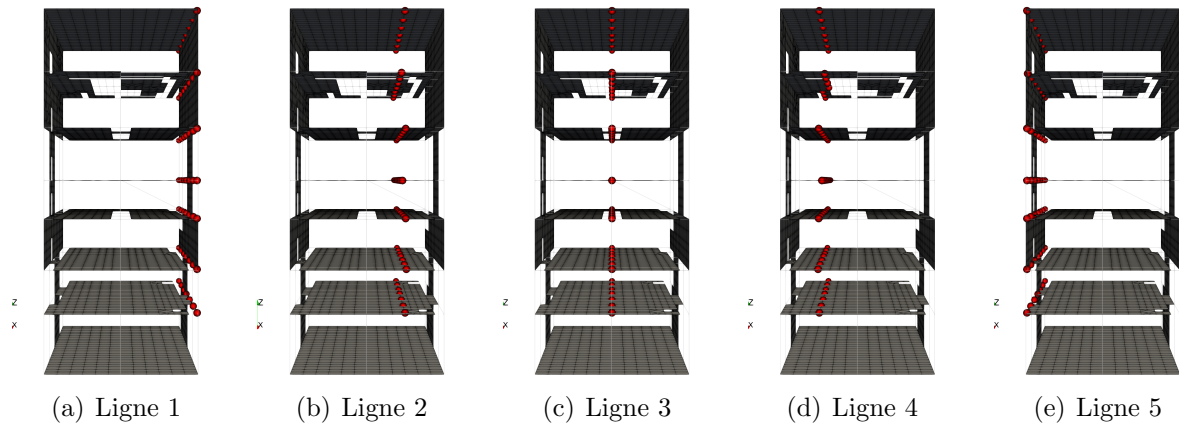 Z
X
Z
X
Z
X
Z
X
Z
X
(a) Ligne 1
(b) Ligne 2
(c) Ligne 3
(d) Ligne 4
(e) Ligne 5